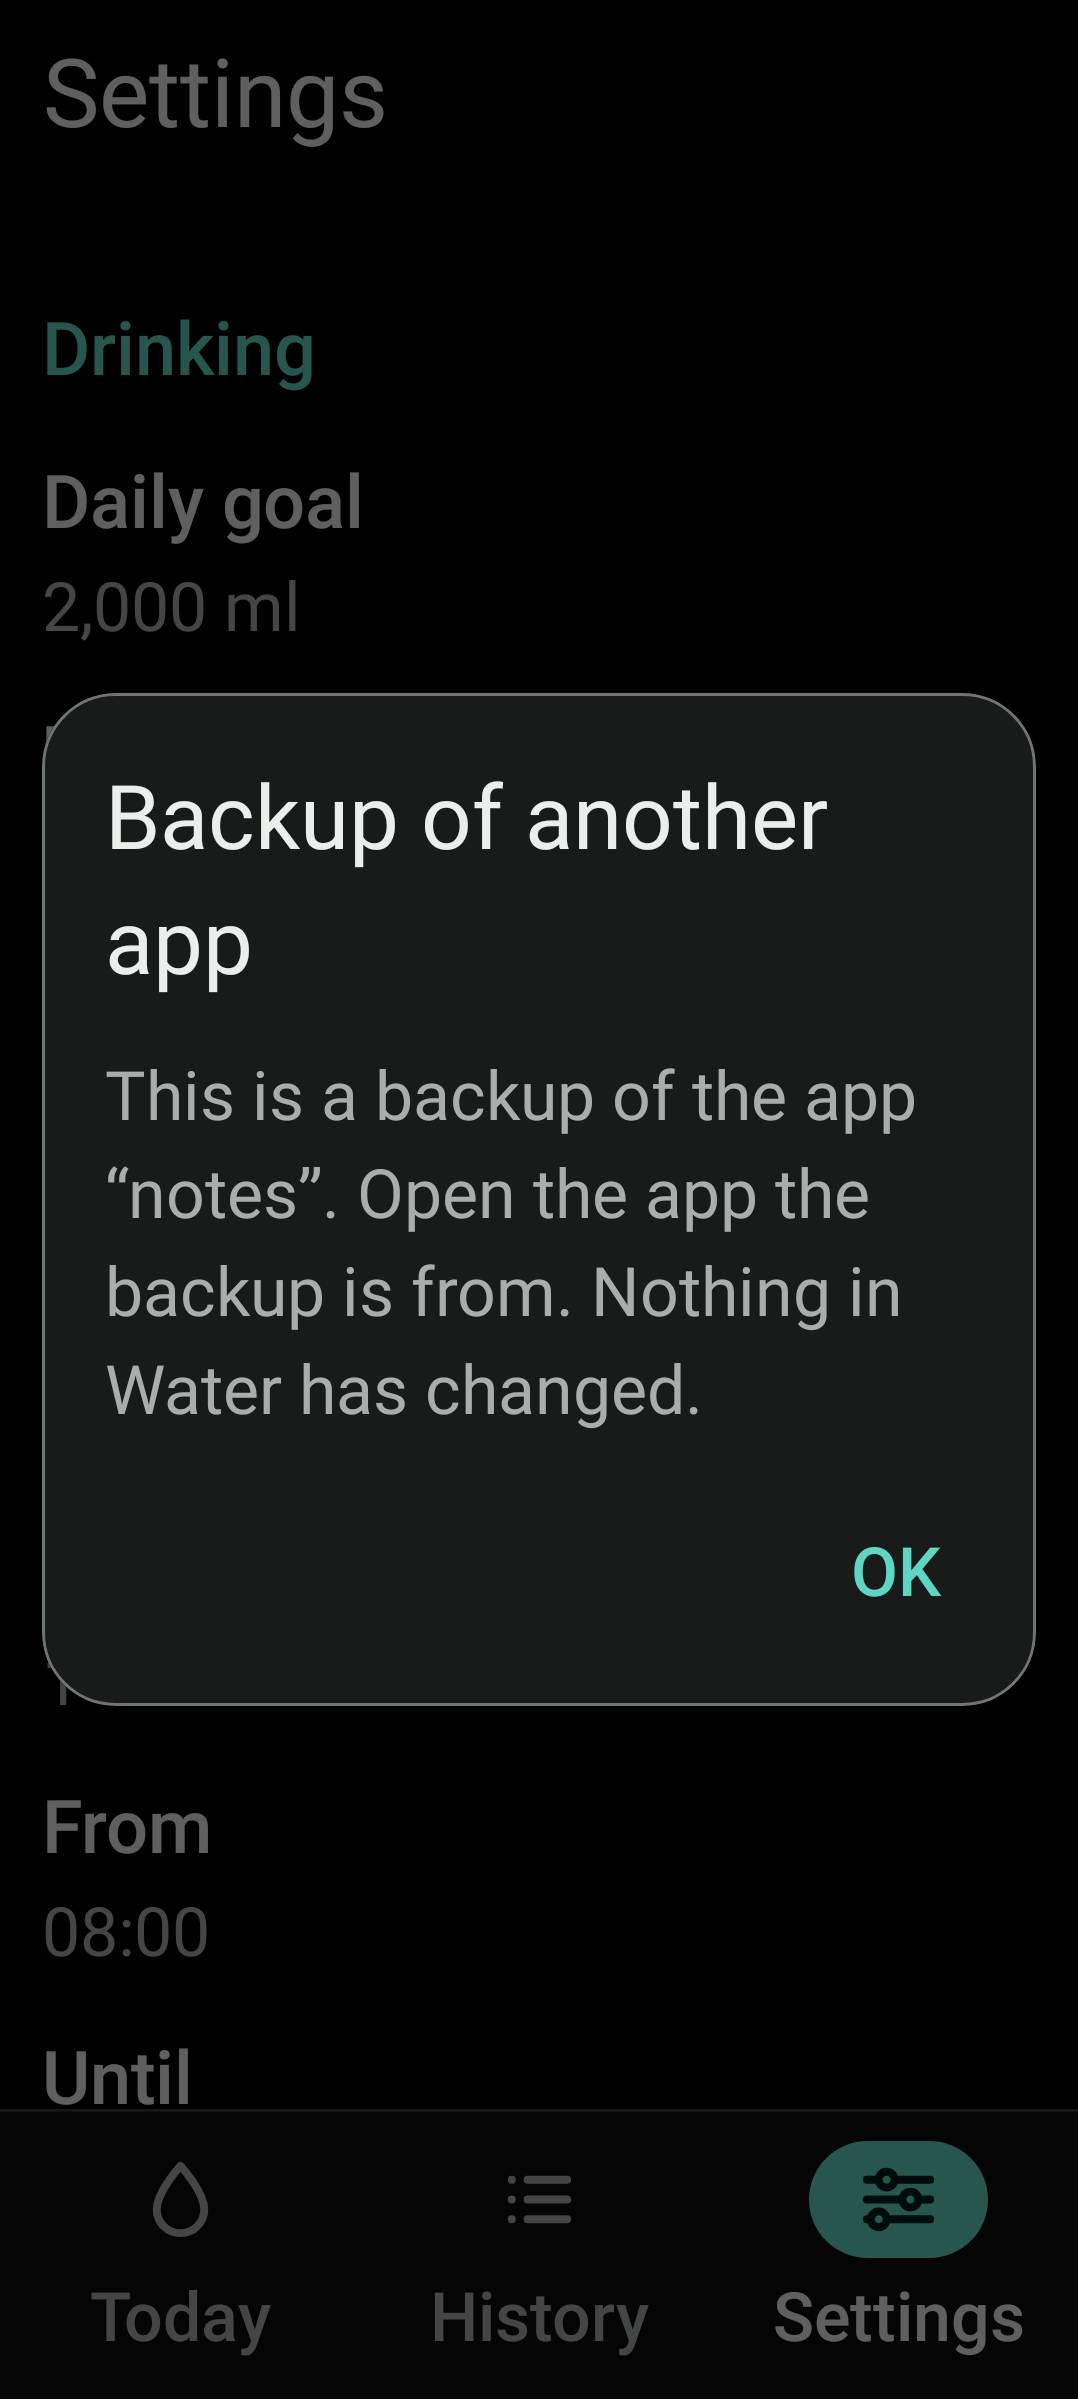 Settings
Drinking
Daily goal
2,000 ml
Backup of another
app
This is a backup of the app
“notes”. Open the app the
backup is from. Nothing in
Water has changed.
OK
From
08:00
Until
Today
History
Settings